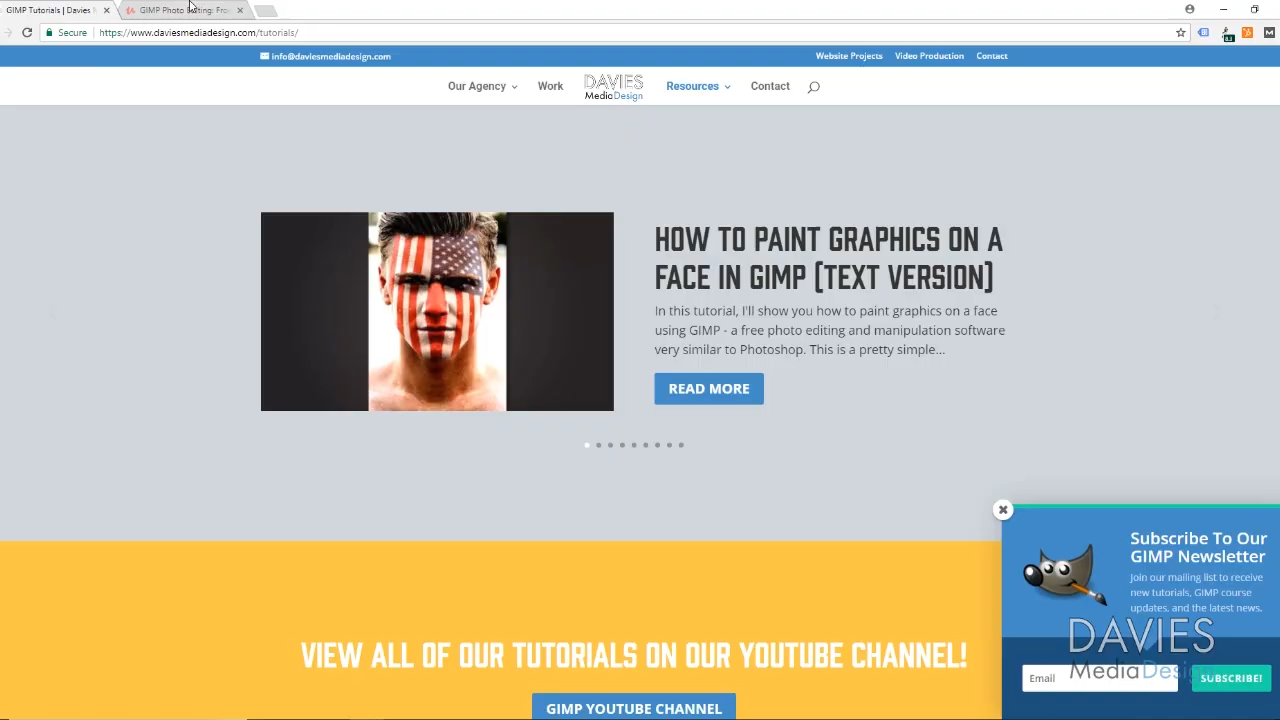 GIMP Tutorials | Davies
GIMP Photo Editing: Fro
Secure
https://www.daviesmediadesign.com/tutorials/
info@daviesmediadesign.com
Website Projects
Video Production
Contact
Our Agency
Work
DAVIES
MediaDesign
Resources
Contact
HOW TO PAINT GRAPHICS ON A
FACE IN GIMP (TEXT VERSION)
In this tutorial, I'll show you how to paint graphics on a face
using GIMP - a free photo editing and manipulation software
very similar to Photoshop. This is a pretty simple...
READ MORE
Subscribe To Our
GIMP Newsletter
Join our mailing list to receive
new tutorials, GIMP course
updates, and the latest news.
VIEW ALL OF OUR TUTORIALS ON OUR YOUTUBE CHANNEL!
DAVIES
MediaDesign
Email
SUBSCRIBE!
GIMP YOUTUBE CHANNEL